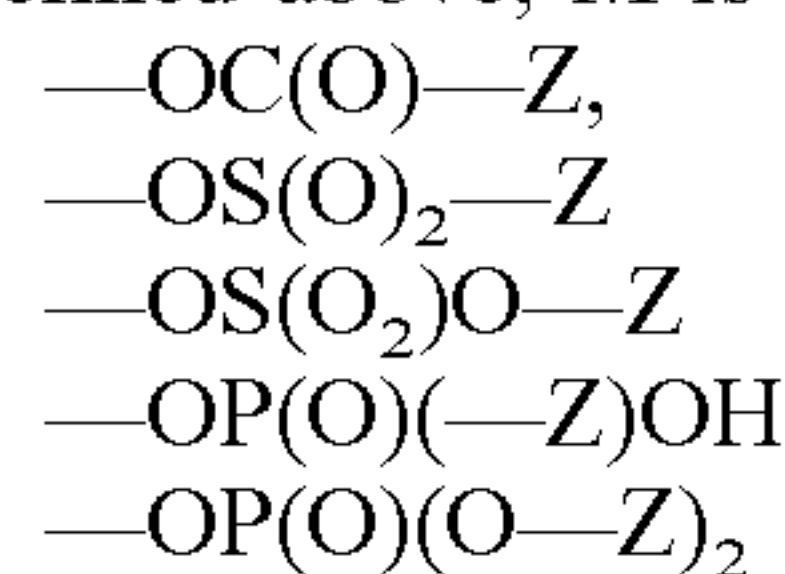 —OC(O)—Z,
—OS(O)₂—Z
—OS(O₂)O—Z
—OP(O)(—Z)OH
—OP(O)(O—Z)₂